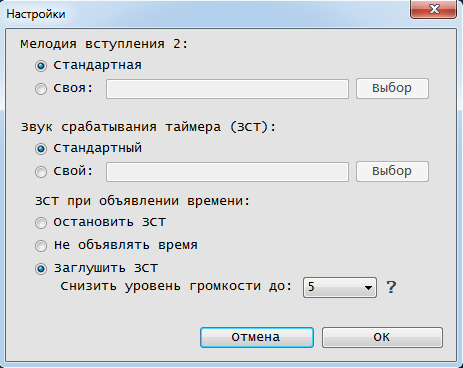 Настройки
Мелодия вступления 2:
Стандартная
Своя: Выбор
Звук срабатывания таймера (ЗСТ):
Стандартный
Свой: Выбор
ЗСТ при объявлении времени:
Остановить ЗСТ
Не объявлять время
Заглушить ЗСТ
Снизить уровень громкости до: 5 ?
Отмена OK